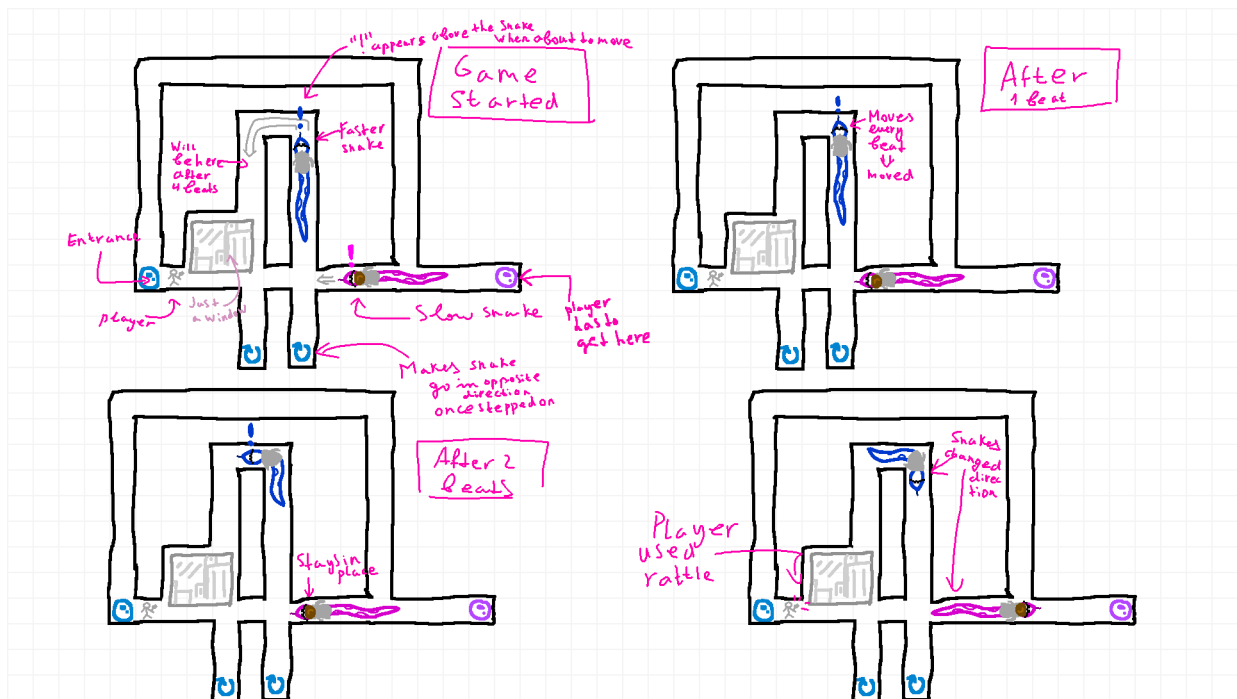 "!" appears above the snake
when about to move
Game
Started
Faster
snake
Will
be here
after
4 beats
Entrance
player
Just
a window
Slow snake
player
has to
get here
Makes snake
go in opposite
direction
once stepped on
After
1 beat
Moves
every
beat
moved
After 2
beats
Stays in
place
Snakes
changed
direc
tion
Player
used
rattle